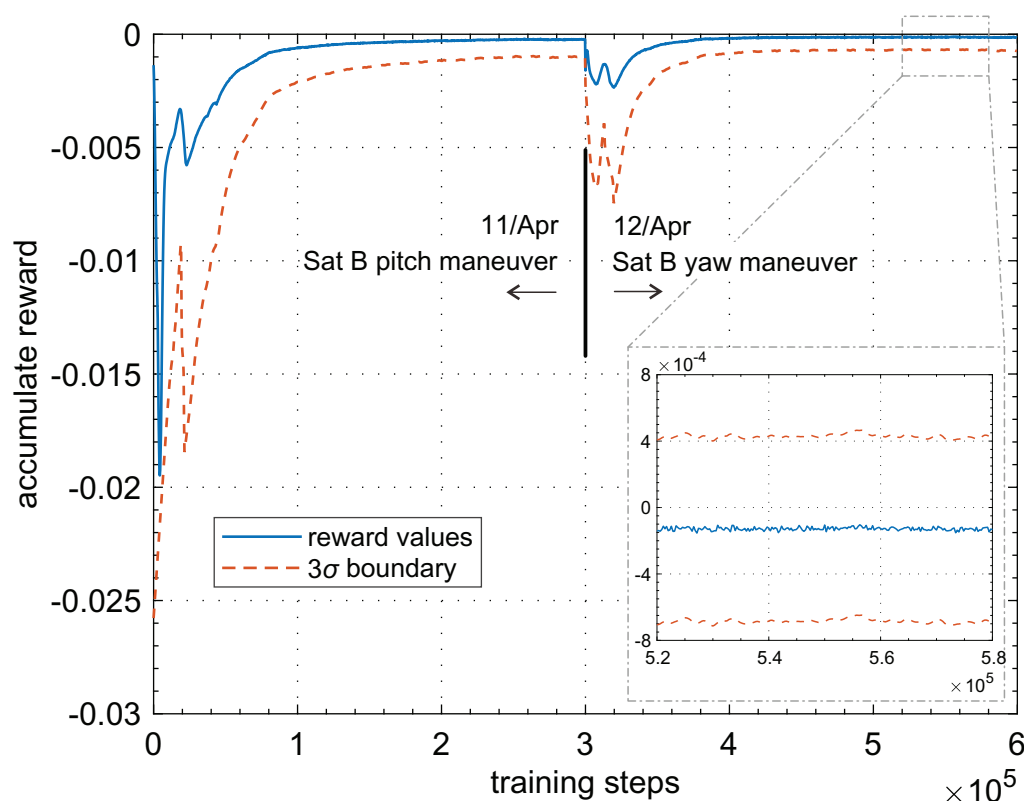 0
-0.005
-0.01
-0.015
-0.02
-0.025
-0.03
accumulate reward
11/Apr
Sat B pitch maneuver
12/Apr
Sat B yaw maneuver
reward values
3σ boundary
× 10⁻⁴
8
4
0
-4
-8
5.2 5.4 5.6 5.8
× 10⁵
0 1 2 3 4 5 6
training steps
× 10⁵